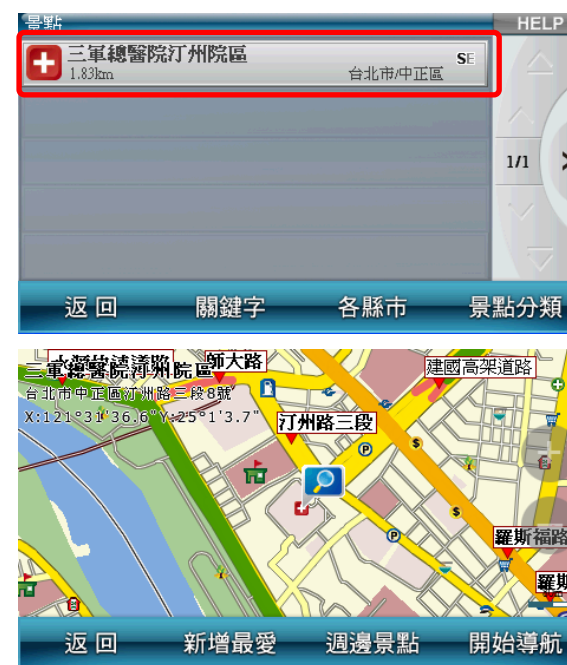 景點
HELP
三軍總醫院汀州院區
SE
1.83km
台北市/中正區
1/1
返回
關鍵字
各縣市
景點分類
師大路
建國高架道路
三軍總醫院汀州院區
台北市中正區汀州路三段8號
X:121°31'36.6" Y:25°1'3.7"
汀州路三段
羅斯福路
返回
新增最愛
週邊景點
開始導航